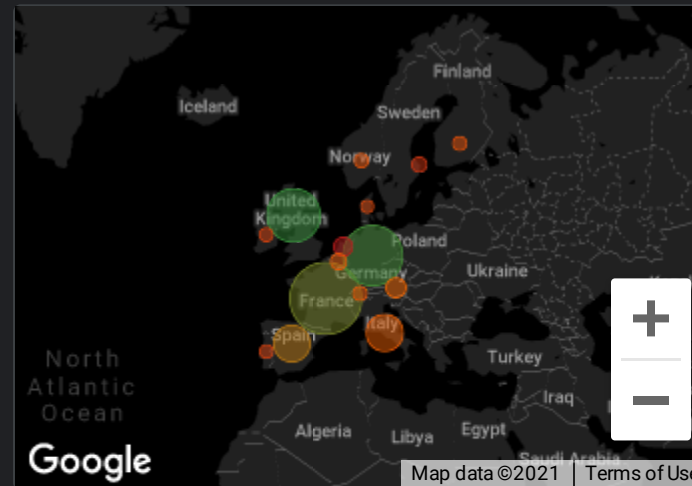 Finland
Iceland
Sweden
Norway
United
Kingdom
Poland
Germany
Ukraine
France
Italy
Spain
North
Atlantic
Ocean
Turkey
Iraq
Algeria
Libya
Egypt
Saudi Arabia
Google
Map data ©2021
Terms of Use